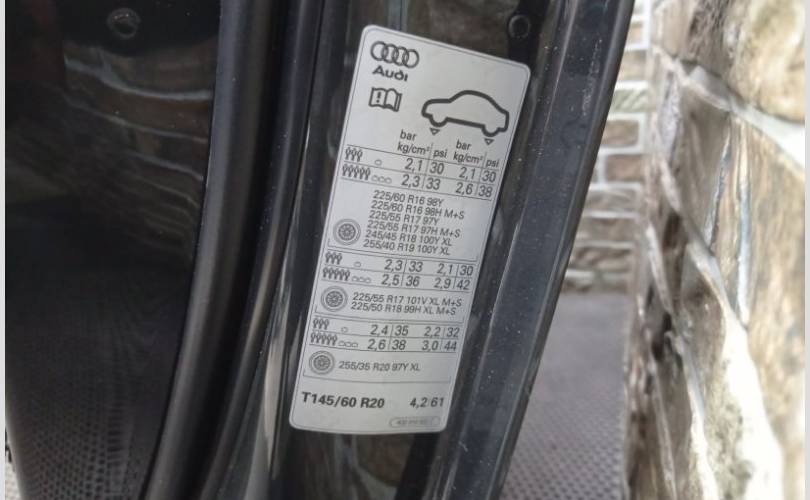 Audi
bar psi bar psi
kg/cm² kg/cm²
2,1 30 2,1 30
2,3 33 2,6 38
225/60 R16 98Y
225/60 R16 98H M+S
225/55 R17 97Y
225/55 R17 97H M+S
245/45 R18 100Y XL
255/40 R19 100Y XL
2,3 33 2,1 30
2,5 36 2,9 42
225/55 R17 101V XL M+S
225/50 R18 99H XL M+S
2,4 35 2,2 32
2,6 38 3,0 44
255/35 R20 97Y XL
T145/60 R20 4,2 61